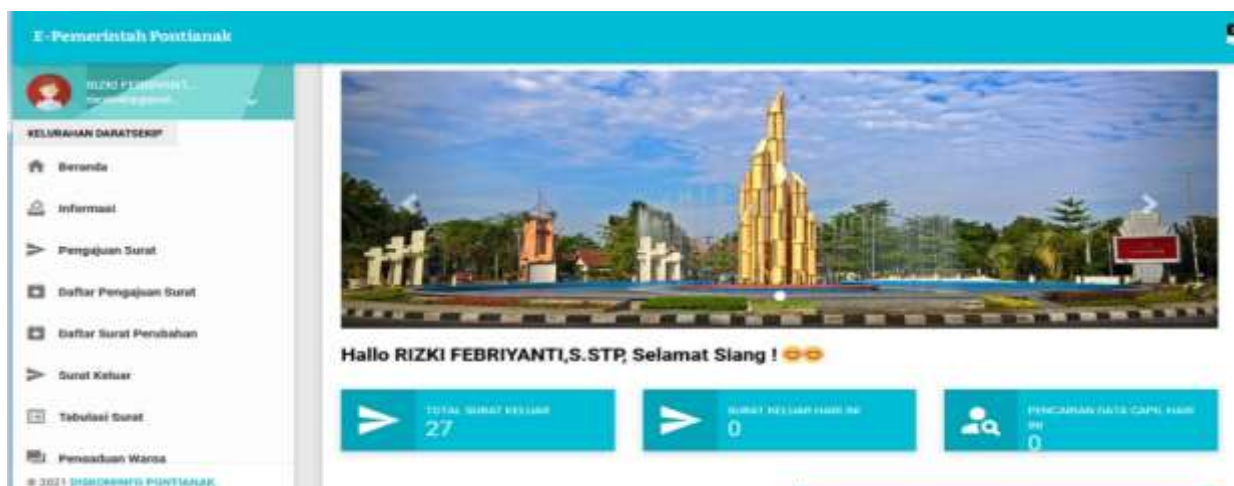 E-Pemerintah Pontianak
RIZKI FEBRIYANT...
KELURAHAN DARATSEKIP
Beranda
Informasi
Pengajuan Surat
Daftar Pengajuan Surat
Daftar Surat Perubahan
Surat Keluar
Tabulasi Surat
Pengaduan Warga
© 2021 DISKOMINFO PONTIANAK
Hallo RIZKI FEBRIYANTI,S.STP, Selamat Siang !
TOTAL SURAT KELUAR
27
SURAT KELUAR HARI INI
0
PENCARIAN DATA CAPIL HARI
INI
0